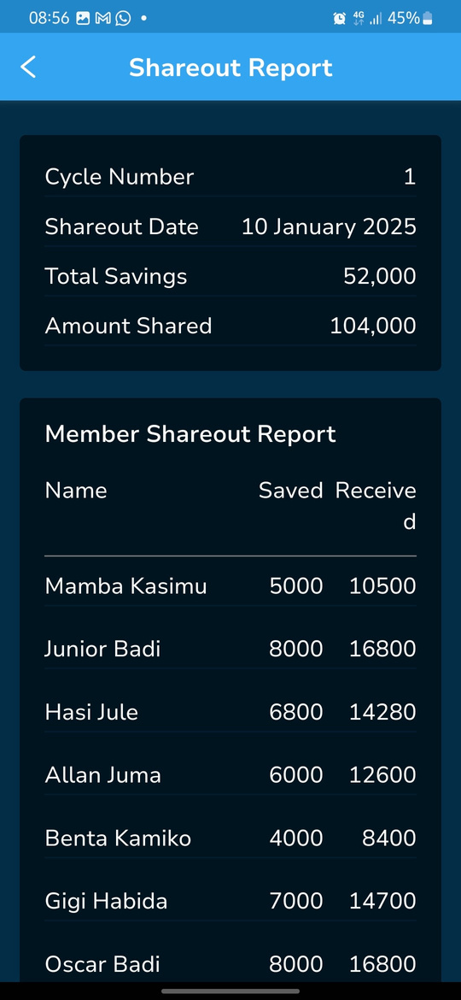 08:56 4G 45%
Shareout Report
Cycle Number 1
Shareout Date 10 January 2025
Total Savings 52,000
Amount Shared 104,000
Member Shareout Report
Name Saved Receive
d
Mamba Kasimu 5000 10500
Junior Badi 8000 16800
Hasi Jule 6800 14280
Allan Juma 6000 12600
Benta Kamiko 4000 8400
Gigi Habida 7000 14700
Oscar Badi 8000 16800